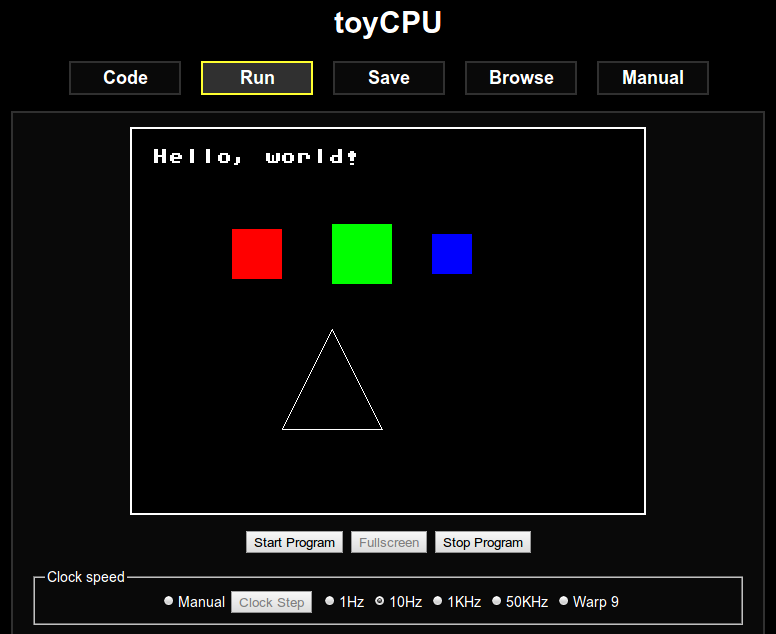 toyCPU
Code Run Save Browse Manual
Hello, world!
Start Program Fullscreen Stop Program
Clock speed
Manual Clock Step 1Hz 10Hz 1KHz 50KHz Warp 9